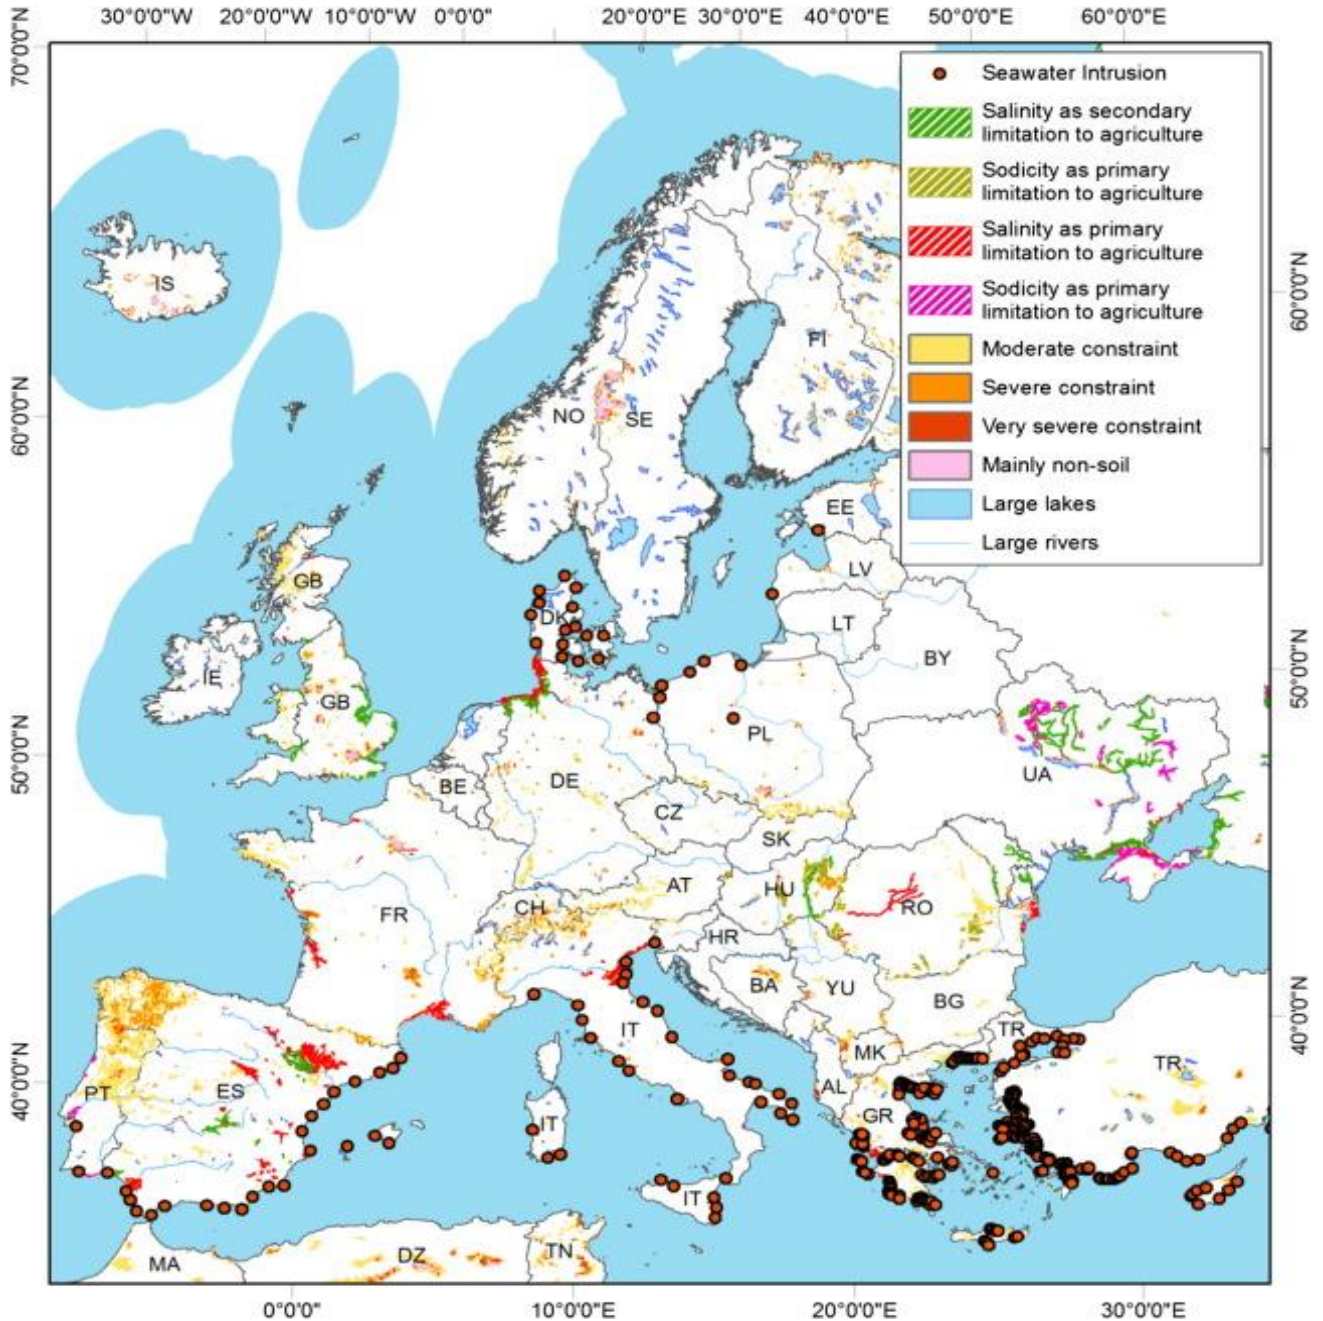 30°0'0"W 20°0'0"W 10°0'0"W 0°0'0" 20°0'0"E 30°0'0"E 40°0'0"E 50°0'0"E 60°0'0"E
70°0'0"N
60°0'0"N
50°0'0"N
40°0'0"N
60°0'0"N
50°0'0"N
40°0'0"N
Seawater Intrusion
Salinity as secondary
limitation to agriculture
Sodicity as primary
limitation to agriculture
Salinity as primary
limitation to agriculture
Sodicity as primary
limitation to agriculture
Moderate constraint
Severe constraint
Very severe constraint
Mainly non-soil
Large lakes
Large rivers
IS
FI
NO
SE
EE
GB
LV
DK
LT
IE
BY
GB
PL
UA
BE
DE
CZ
SK
AT
HU
CH
RO
FR
HR
BA
YU
BG
IT
TR
MK
TR
PT
ES
AL
GR
IT
IT
MA
DZ
TN
0°0'0" 10°0'0"E 20°0'0"E 30°0'0"E